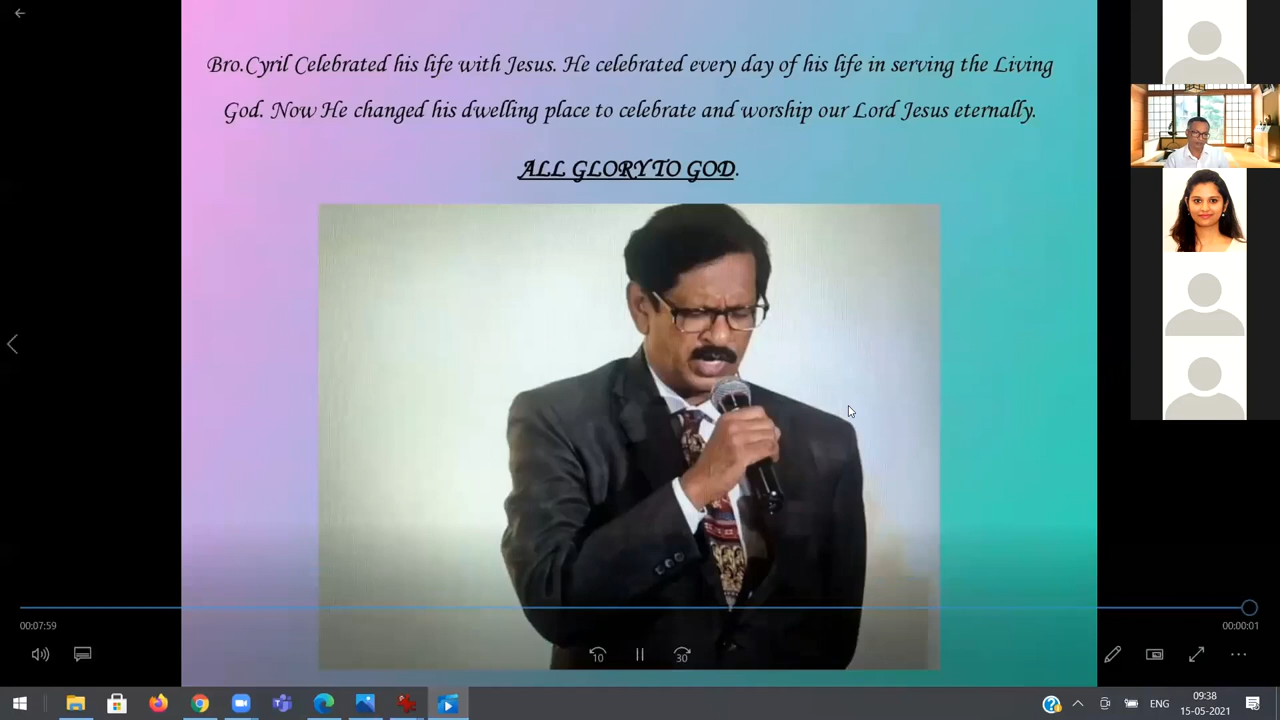 Bro.Cyril Celebrated his life with Jesus. He celebrated every day of his life in serving the Living
God. Now He changed his dwelling place to celebrate and worship our Lord Jesus eternally.
ALL GLORY TO GOD.
00:07:59
00:00:01
10
30
ENG
09:38
15-05-2021